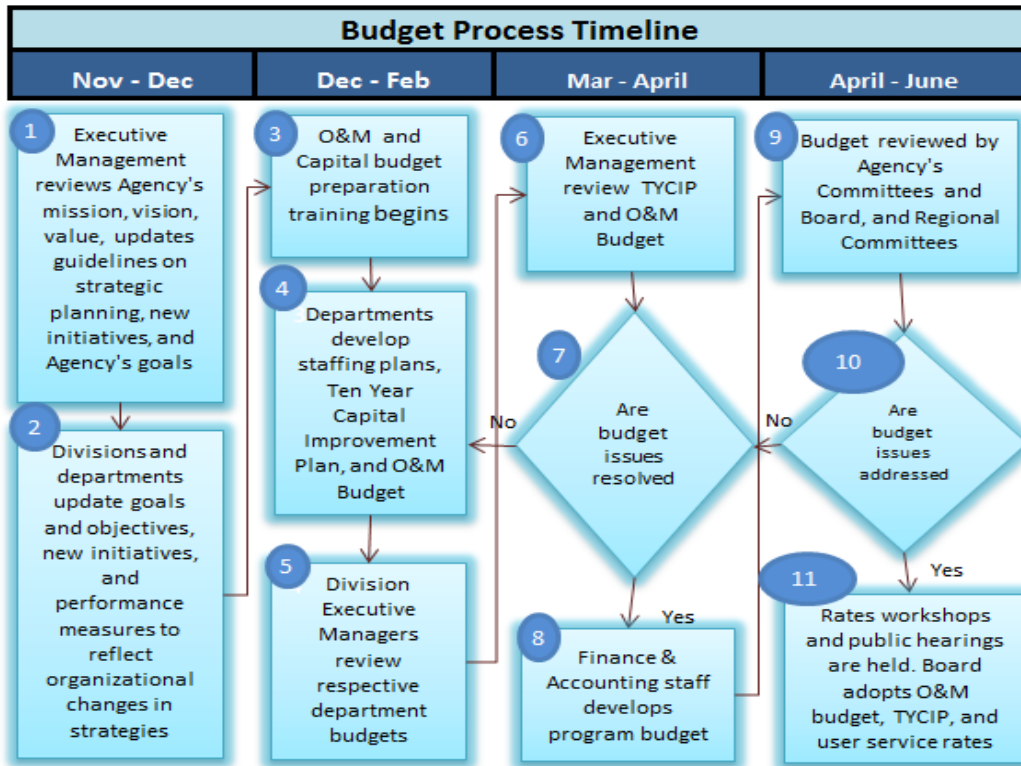 Budget Process Timeline
Nov - Dec
Dec - Feb
Mar - April
April - June
1
Executive
Management
reviews Agency's
mission, vision,
value, updates
guidelines on
strategic
planning, new
initiatives, and
Agency's goals
2
Divisions and
departments
update goals
and objectives,
new initiatives,
and
performance
measures to
reflect
organizational
changes in
strategies
3
O&M and
Capital budget
preparation
training begins
4
Departments
develop
staffing plans,
Ten Year
Capital
Improvement
Plan, and O&M
Budget
5
Division
Executive
Managers
review
respective
department
budgets
6
Executive
Management
review TYCIP
and O&M
Budget
7
Are
budget
issues
resolved
No
Yes
8
Finance &
Accounting staff
develops
program budget
9
Budget reviewed by
Agency's
Committees and
Board, and Regional
Committees
10
Are
budget
issues
addressed
No
Yes
11
Rates workshops
and public hearings
are held. Board
adopts O&M
budget, TYCIP, and
user service rates